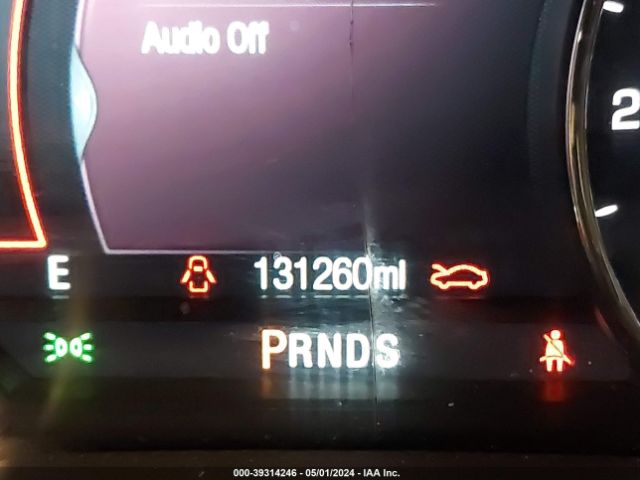 Audio Off
2
E 131260mi
PRNDS
000-39314246 - 05/01/2024 - IAA Inc.